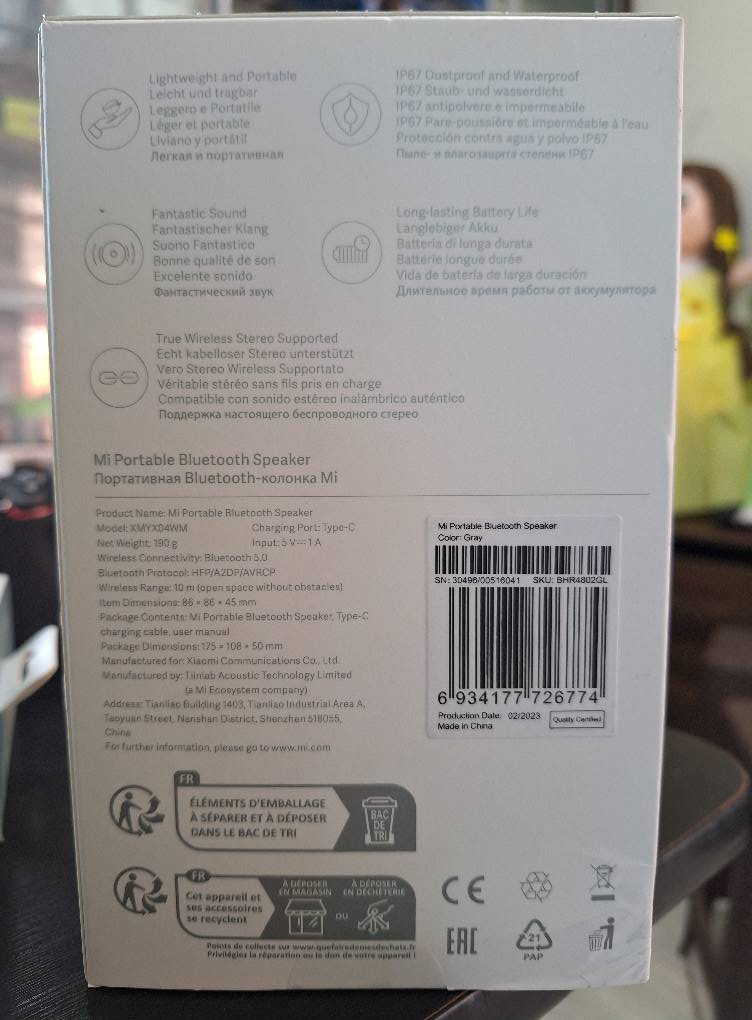 Lightweight and Portable
Leicht und tragbar
Leggero e Portatile
Léger et portable
Liviano y portátil
Легкая и портативная
IP67 Dustproof and Waterproof
IP67 Staub- und wasserdicht
IP67 antipolvere e impermeabile
IP67 Pare-poussière et imperméable à l'eau
Protección contra agua y polvo IP67
Пыле- и влагозащита степени IP67
Fantastic Sound
Fantastischer Klang
Suono Fantastico
Bonne qualité de son
Excelente sonido
Фантастический звук
Long-lasting Battery Life
Langlebiger Akku
Batteria di lunga durata
Batterie longue durée
Vida de batería de larga duración
Длительное время работы от аккумулятора
True Wireless Stereo Supported
Echt kabelloser Stereo unterstützt
Vero Stereo Wireless Supportato
Véritable stéréo sans fils pris en charge
Compatible con sonido estéreo inalámbrico auténtico
Поддержка настоящего беспроводного стерео
Mi Portable Bluetooth Speaker
Портативная Bluetooth-колонка Mi
Product Name: Mi Portable Bluetooth Speaker
Model: XMYX04WM Charging Port: Type-C
Net Weight: 190 g Input: 5 V⎓1 A
Wireless Connectivity: Bluetooth 5.0
Bluetooth Protocol: HFP/A2DP/AVRCP
Wireless Range: 10 m (open space without obstacles)
Item Dimensions: 86 × 86 × 45 mm
Package Contents: Mi Portable Bluetooth Speaker, Type-C
charging cable, user manual
Package Dimensions: 175 × 108 × 50 mm
Manufactured for: Xiaomi Communications Co., Ltd.
Manufactured by: Tiinlab Acoustic Technology Limited
(a Mi Ecosystem company)
Address: Tianliao Building 1403, Tianliao Industrial Area A,
Taoyuan Street, Nanshan District, Shenzhen 518055,
China
For further information, please go to www.mi.com
Mi Portable Bluetooth Speaker
Color: Gray
SN: 30496/00516041 SKU: BHR4802GL
6 934177 726774
Production Date: 02/2023
Made in China
Quality Certified
FR
ÉLÉMENTS D'EMBALLAGE
À SÉPARER ET À DÉPOSER
DANS LE BAC DE TRI
BAC
DE
TRI
FR
Cet appareil et
ses accessoires
se recyclent
À DÉPOSER
EN MAGASIN
OU
À DÉPOSER
EN DÉCHÈTERIE
Points de collecte sur www.quefairedemesdechets.fr
Privilégiez la réparation ou le don de votre appareil !
CE
EAC
21
PAP